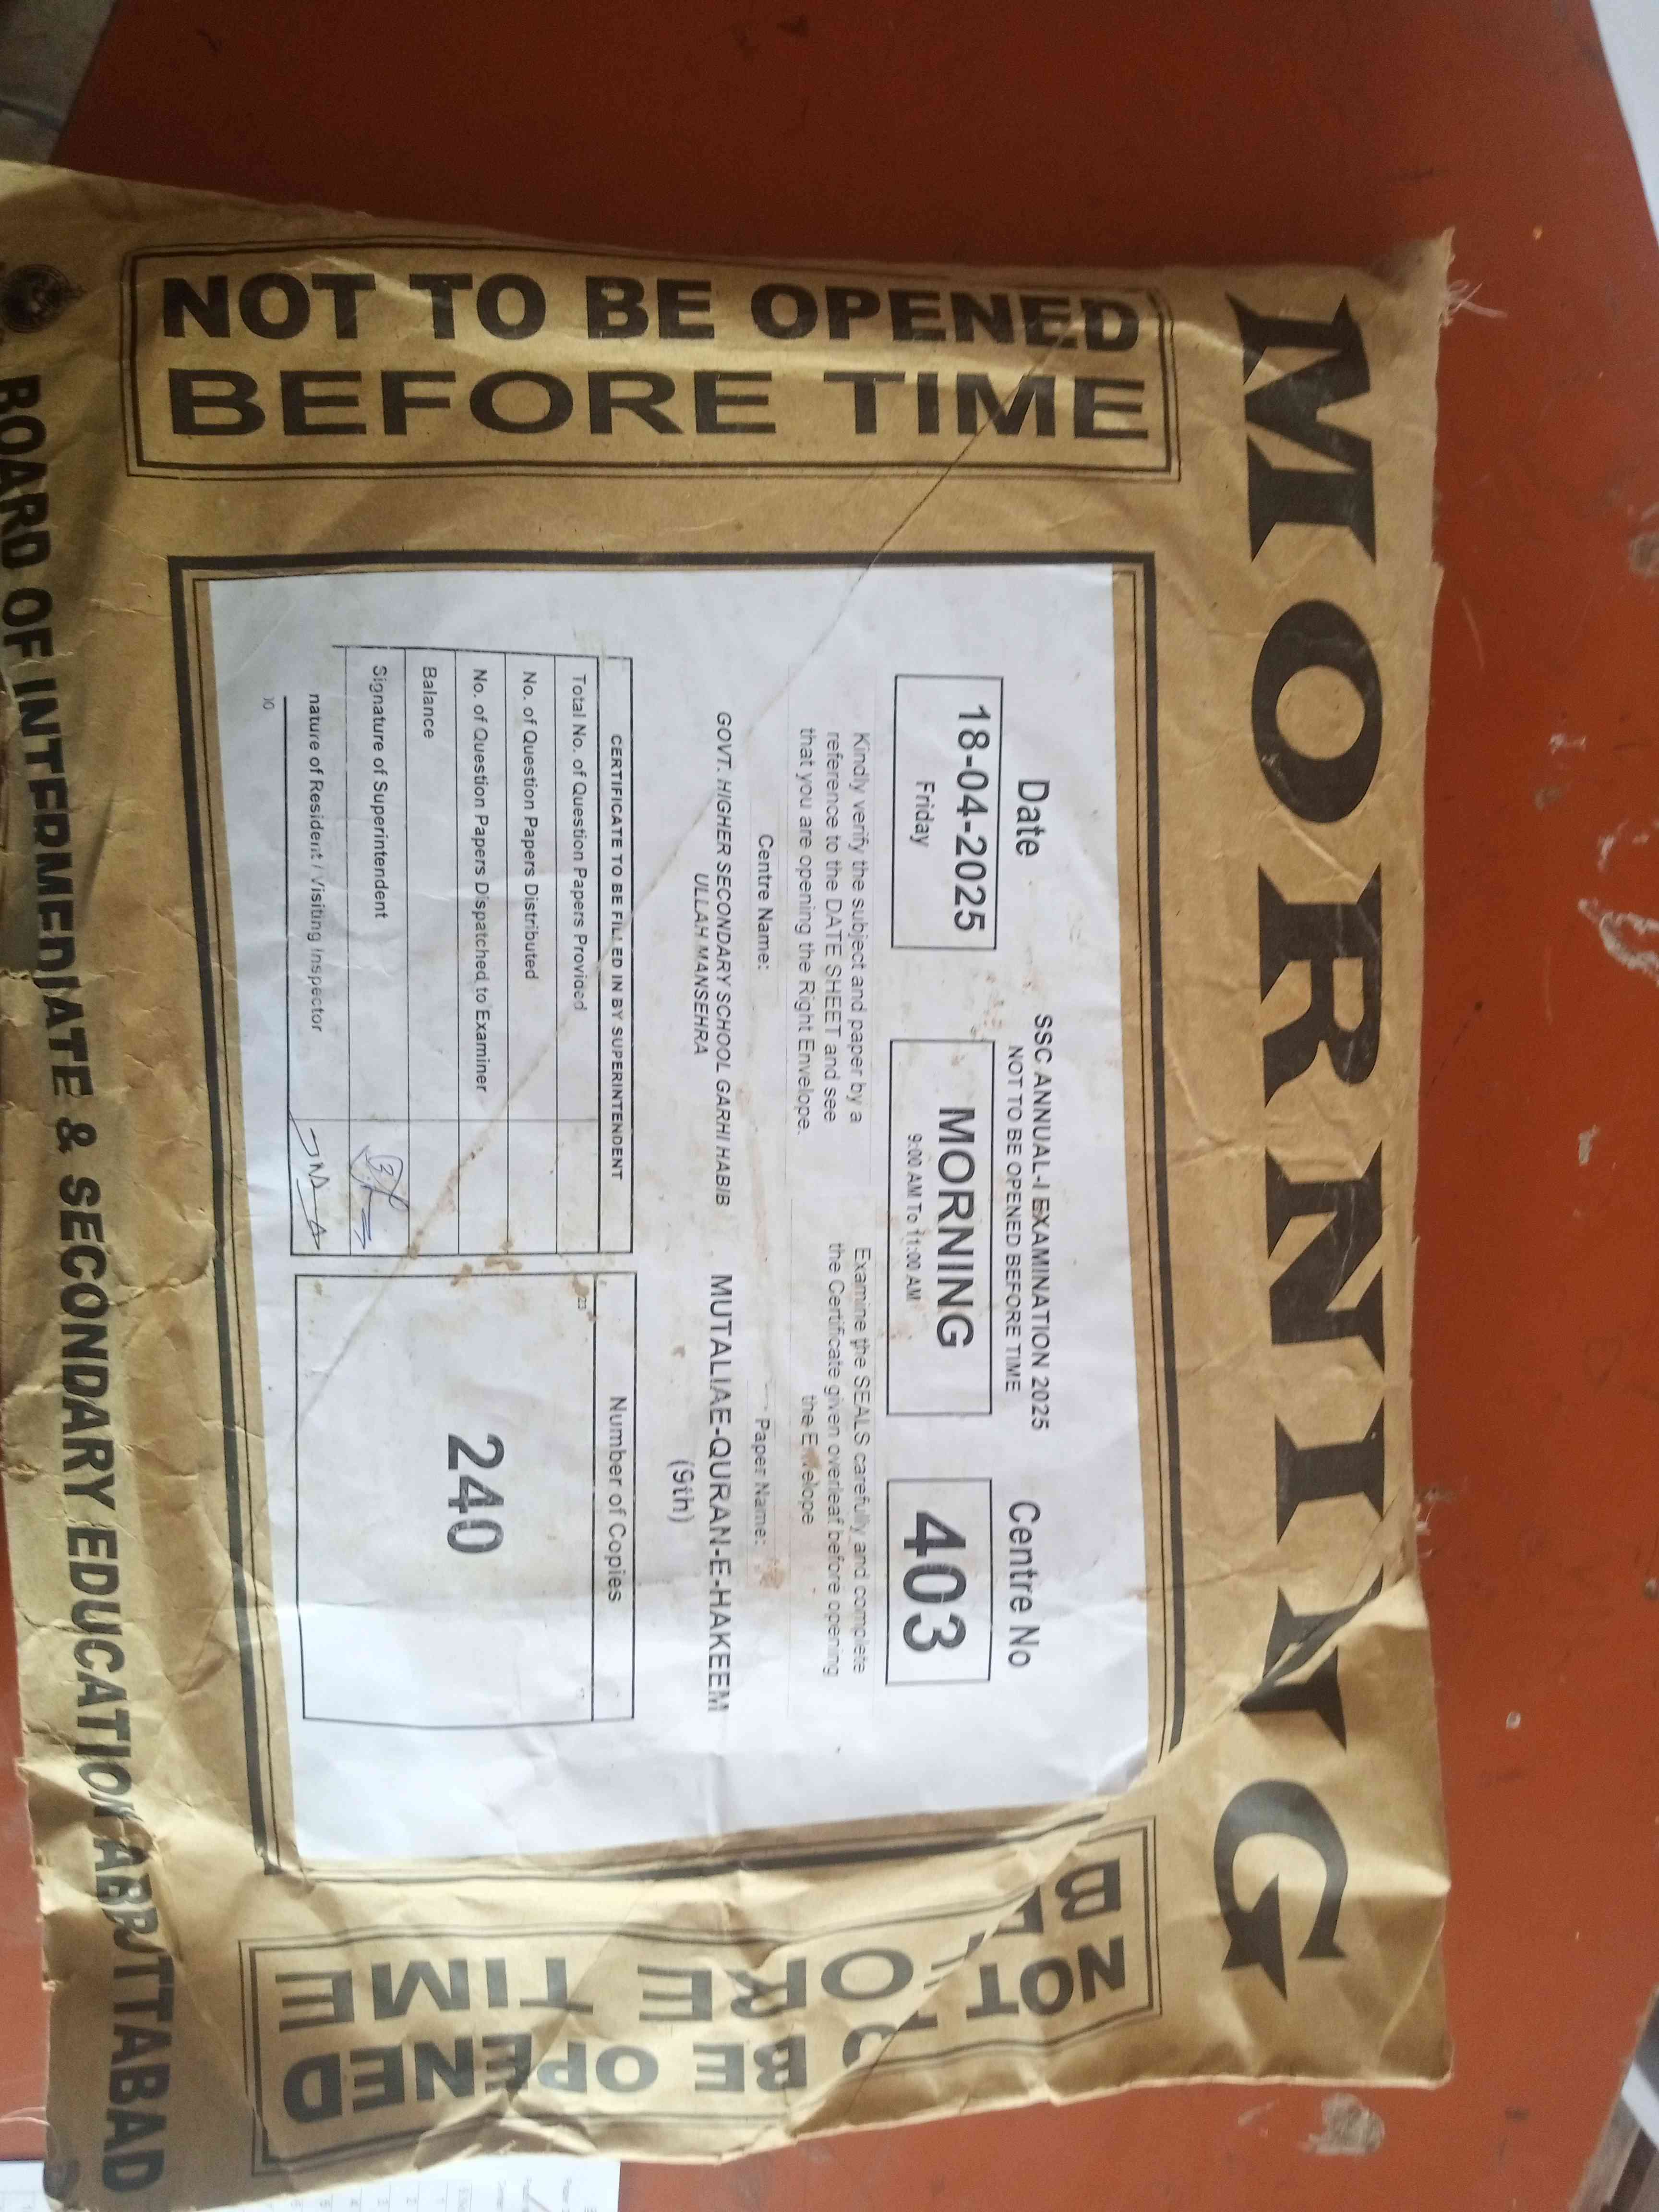 MORNING
NOT TO BE OPENED
BEFORE TIME
SSC ANNUAL-I EXAMINATION 2025
NOT TO BE OPENED BEFORE TIME
Date
18-04-2025
Friday
MORNING
9:00 AM To 11:00 AM
Centre No
403
Kindly verify the subject and paper by a
reference to the DATE SHEET and see
that you are opening the Right Envelope.
Examine the SEALS carefully and complete
the Certificate given overleaf before opening
the Envelope
Centre Name:
GOVT. HIGHER SECONDARY SCHOOL GARHI HABIB
ULLAH MANSEHRA
Paper Name:
MUTALIAE-QURAN-E-HAKEEM
(9th)
CERTIFICATE TO BE FILLED IN BY SUPERINTENDENT
Total No. of Question Papers Provided
No. of Question Papers Distributed
No. of Question Papers Dispatched to Examiner
Balance
Signature of Superintendent
nature of Resident / Visiting Inspector
Number of Copies
23
240
NOT TO BE OPENED
BEFORE TIME
BOARD OF INTERMEDIATE & SECONDARY EDUCATION ABBOTTABAD